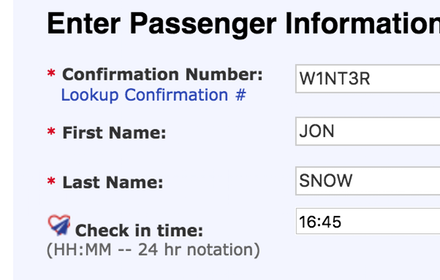 Enter Passenger Information
* Confirmation Number: W1NT3R
Lookup Confirmation #
* First Name: JON
* Last Name: SNOW
Check in time: 16:45
(HH:MM -- 24 hr notation)